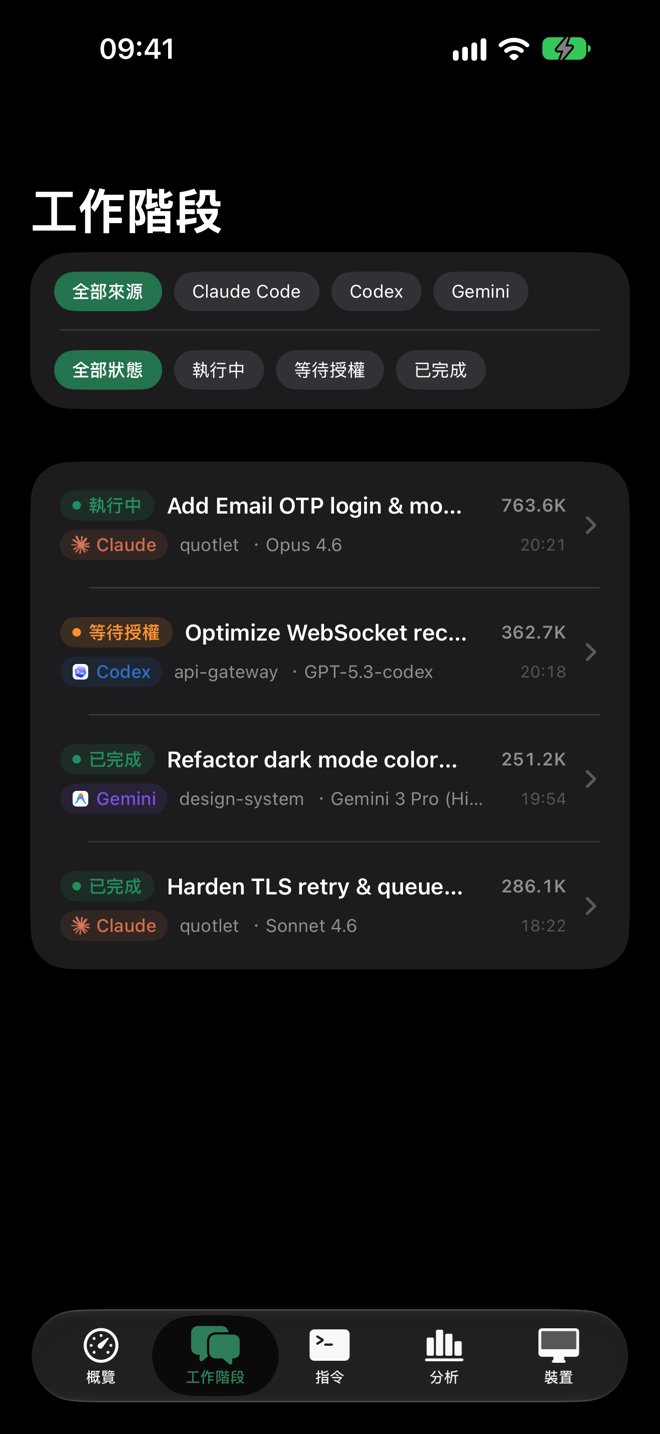 09:41
工作階段
全部來源 Claude Code Codex Gemini
全部狀態 執行中 等待授權 已完成
執行中 Add Email OTP login & mo... 763.6K
Claude quotlet · Opus 4.6 20:21
等待授權 Optimize WebSocket rec... 362.7K
Codex api-gateway · GPT-5.3-codex 20:18
已完成 Refactor dark mode color... 251.2K
Gemini design-system · Gemini 3 Pro (Hi... 19:54
已完成 Harden TLS retry & queue... 286.1K
Claude quotlet · Sonnet 4.6 18:22
概覽 工作階段 指令 分析 裝置